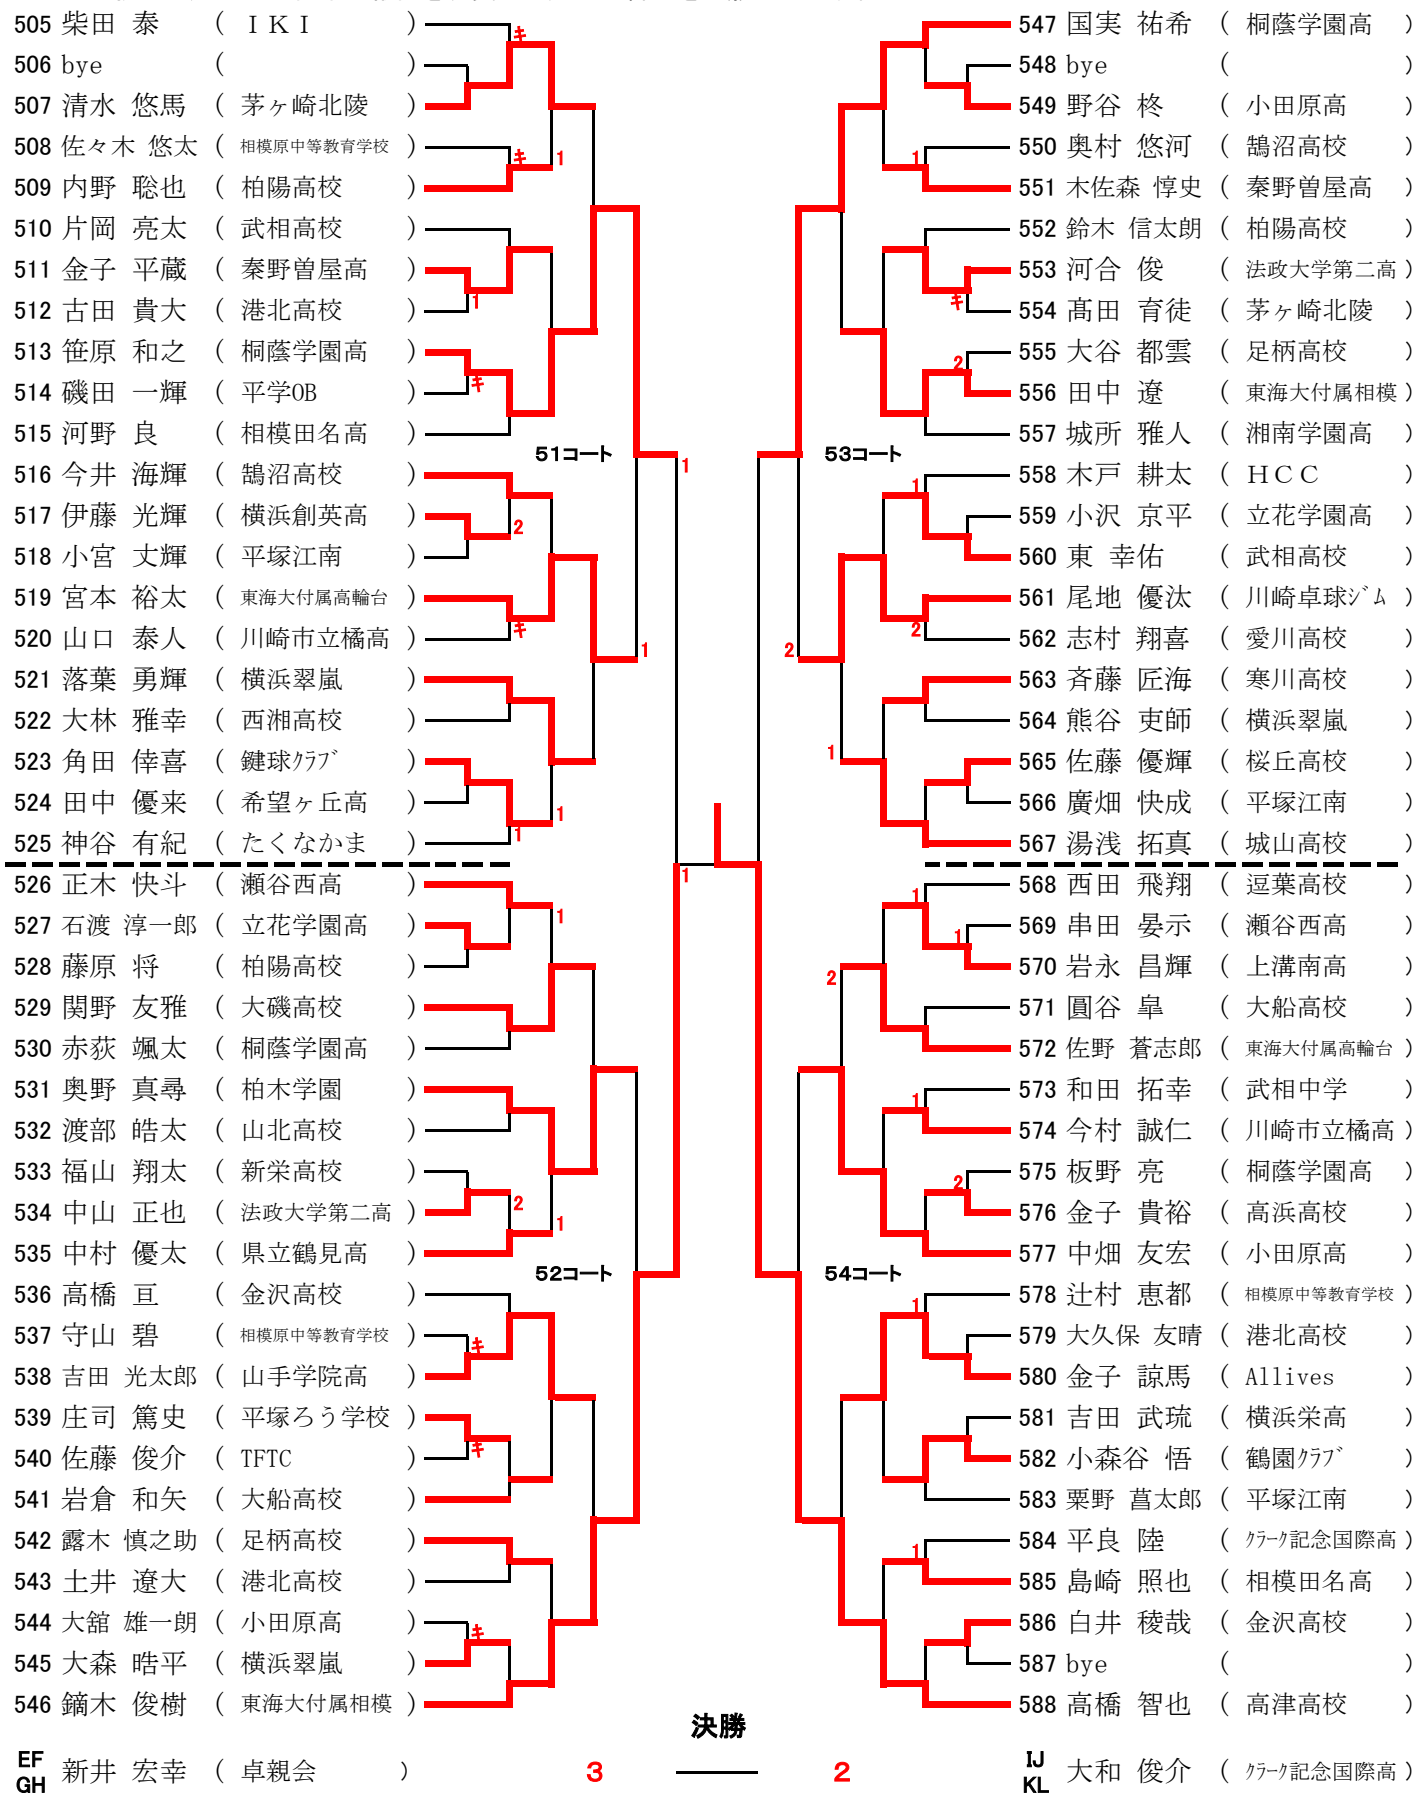 505 柴田 泰 ( ＩＫＩ )
506 bye ( )
507 清水 悠馬 ( 茅ヶ崎北陵 )
508 佐々木 悠太 ( 相模原中等教育学校 )
509 内野 聡也 ( 柏陽高校 )
510 片岡 亮太 ( 武相高校 )
511 金子 平蔵 ( 秦野曽屋高 )
512 古田 貴大 ( 港北高校 )
513 笹原 和之 ( 桐蔭学園高 )
514 磯田 一輝 ( 平学OB )
515 河野 良 ( 相模田名高 )
516 今井 海輝 ( 鵠沼高校 )
517 伊藤 光輝 ( 横浜創英高 )
518 小宮 丈輝 ( 平塚江南 )
519 宮本 裕太 ( 東海大付属高輪台 )
520 山口 泰人 ( 川崎市立橘高 )
521 落葉 勇輝 ( 横浜翠嵐 )
522 大林 雅幸 ( 西湘高校 )
523 角田 倖喜 ( 鍵球ｸﾗﾌﾞ )
524 田中 優来 ( 希望ヶ丘高 )
525 神谷 有紀 ( たくなかま )
526 正木 快斗 ( 瀬谷西高 )
527 石渡 淳一郎 ( 立花学園高 )
528 藤原 将 ( 柏陽高校 )
529 関野 友雅 ( 大磯高校 )
530 赤荻 颯太 ( 桐蔭学園高 )
531 奥野 真尋 ( 柏木学園 )
532 渡部 皓太 ( 山北高校 )
533 福山 翔太 ( 新栄高校 )
534 中山 正也 ( 法政大学第二高 )
535 中村 優太 ( 県立鶴見高 )
536 高橋 亘 ( 金沢高校 )
537 守山 碧 ( 相模原中等教育学校 )
538 吉田 光太郎 ( 山手学院高 )
539 庄司 篤史 ( 平塚ろう学校 )
540 佐藤 俊介 ( TFTC )
541 岩倉 和矢 ( 大船高校 )
542 露木 慎之助 ( 足柄高校 )
543 土井 遼大 ( 港北高校 )
544 大舘 雄一朗 ( 小田原高 )
545 大森 晧平 ( 横浜翠嵐 )
546 鏑木 俊樹 ( 東海大付属相模 )
キ
キ 1
1
キ
51コート
1
2
キ
1
1
1
1
1
2
1
52コート
キ
キ
キ
547 国実 祐希 ( 桐蔭学園高 )
548 bye ( )
549 野谷 柊 ( 小田原高 )
550 奥村 悠河 ( 鵠沼高校 )
551 木佐森 惇史 ( 秦野曽屋高 )
552 鈴木 信太朗 ( 柏陽高校 )
553 河合 俊 ( 法政大学第二高 )
554 髙田 育徒 ( 茅ヶ崎北陵 )
555 大谷 都雲 ( 足柄高校 )
556 田中 遼 ( 東海大付属相模 )
557 城所 雅人 ( 湘南学園高 )
558 木戸 耕太 ( ＨＣＣ )
559 小沢 京平 ( 立花学園高 )
560 東 幸佑 ( 武相高校 )
561 尾地 優汰 ( 川崎卓球ｼﾞﾑ )
562 志村 翔喜 ( 愛川高校 )
563 斉藤 匠海 ( 寒川高校 )
564 熊谷 吏師 ( 横浜翠嵐 )
565 佐藤 優輝 ( 桜丘高校 )
566 廣畑 快成 ( 平塚江南 )
567 湯浅 拓真 ( 城山高校 )
568 西田 飛翔 ( 逗葉高校 )
569 串田 晏示 ( 瀬谷西高 )
570 岩永 昌輝 ( 上溝南高 )
571 圓谷 皐 ( 大船高校 )
572 佐野 蒼志郎 ( 東海大付属高輪台 )
573 和田 拓幸 ( 武相中学 )
574 今村 誠仁 ( 川崎市立橘高 )
575 板野 亮 ( 桐蔭学園高 )
576 金子 貴裕 ( 高浜高校 )
577 中畑 友宏 ( 小田原高 )
578 辻村 恵都 ( 相模原中等教育学校 )
579 大久保 友晴 ( 港北高校 )
580 金子 諒馬 ( Allives )
581 吉田 武琉 ( 横浜栄高 )
582 小森谷 悟 ( 鶴園ｸﾗﾌﾞ )
583 粟野 菖太郎 ( 平塚江南 )
584 平良 陸 ( ｸﾗｰｸ記念国際高 )
585 島崎 照也 ( 相模田名高 )
586 白井 稜哉 ( 金沢高校 )
587 bye ( )
588 高橋 智也 ( 高津高校 )
1
キ
2
53コート
1
2
2
1
1
1
2
1
2
54コート
1
1
決勝
EF
GH 新井 宏幸 ( 卓親会 ) 3 2 IJ
KL 大和 俊介 ( ｸﾗｰｸ記念国際高 )